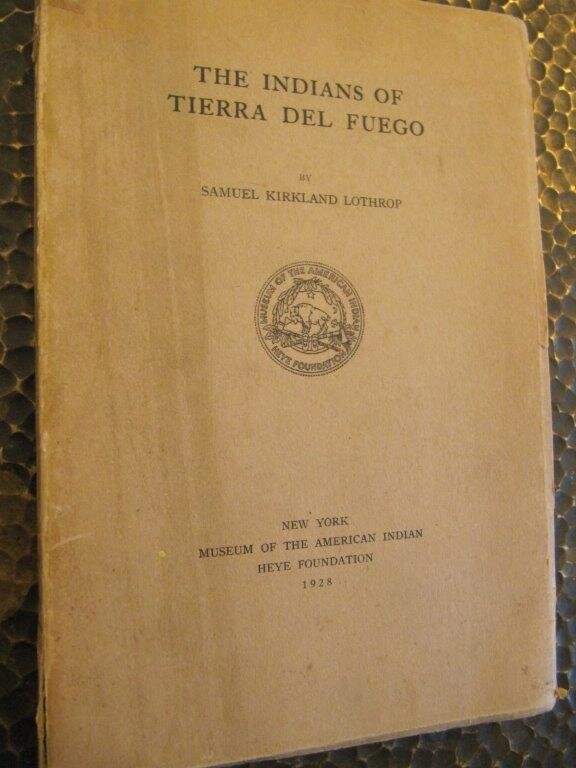 THE INDIANS OF
TIERRA DEL FUEGO
BY
SAMUEL KIRKLAND LOTHROP
MUSEUM OF THE AMERICAN INDIAN
HEYE FOUNDATION
NEW YORK
MUSEUM OF THE AMERICAN INDIAN
HEYE FOUNDATION
1928